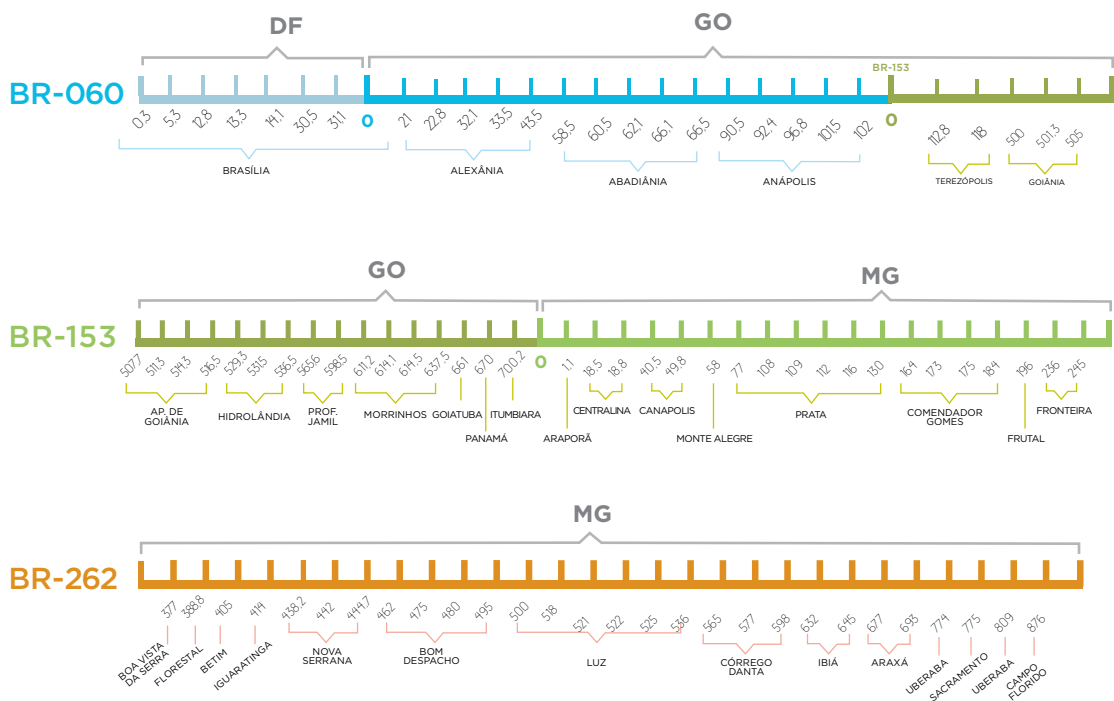 DF
GO
BR-153
BR-060
0 0
0.3 5.3 12.8 13.3 14.1 30.5 31.1 21 22.8 32.1 33.5 43.5 58.5 60.5 62.1 66.1 66.5 90.5 92.4 96.8 101.5 102 112.8 118 500 501.3 505
BRASÍLIA
ALEXÂNIA
ABADIÂNIA
ANÁPOLIS
TEREZÓPOLIS
GOIÂNIA
GO
MG
BR-153
0
507.7 511.3 514.3 516.5 529.3 531.5 536.5 565.6 598.5 611.2 614.1 614.5 637.5 661 670 700.2 1.1 18.5 18.8 40.5 49.8 58 77 108 109 112 116 130 164 173 175 184 196 236 245
AP. DE
GOIÂNIA
HIDROLÂNDIA
PROF.
JAMIL
MORRINHOS
GOIATUBA
PANAMÁ
ITUMBIARA
ARAPORÃ
CENTRALINA
CANAPOLIS
MONTE ALEGRE
PRATA
COMENDADOR
GOMES
FRUTAL
FRONTEIRA
MG
BR-262
377 388.8 405 414 438.2 442 444.7 462 475 480 495 500 518 521 522 525 536 565 577 598 632 645 677 693 774 775 809 876
BOA VISTA
DA SERRA
FLORESTAL
BETIM
IGUARATINGA
NOVA
SERRANA
BOM
DESPACHO
LUZ
CÓRREGO
DANTA
IBIÁ
ARAXÁ
UBERABA
SACRAMENTO
UBERABA
CAMPO
FLORIDO